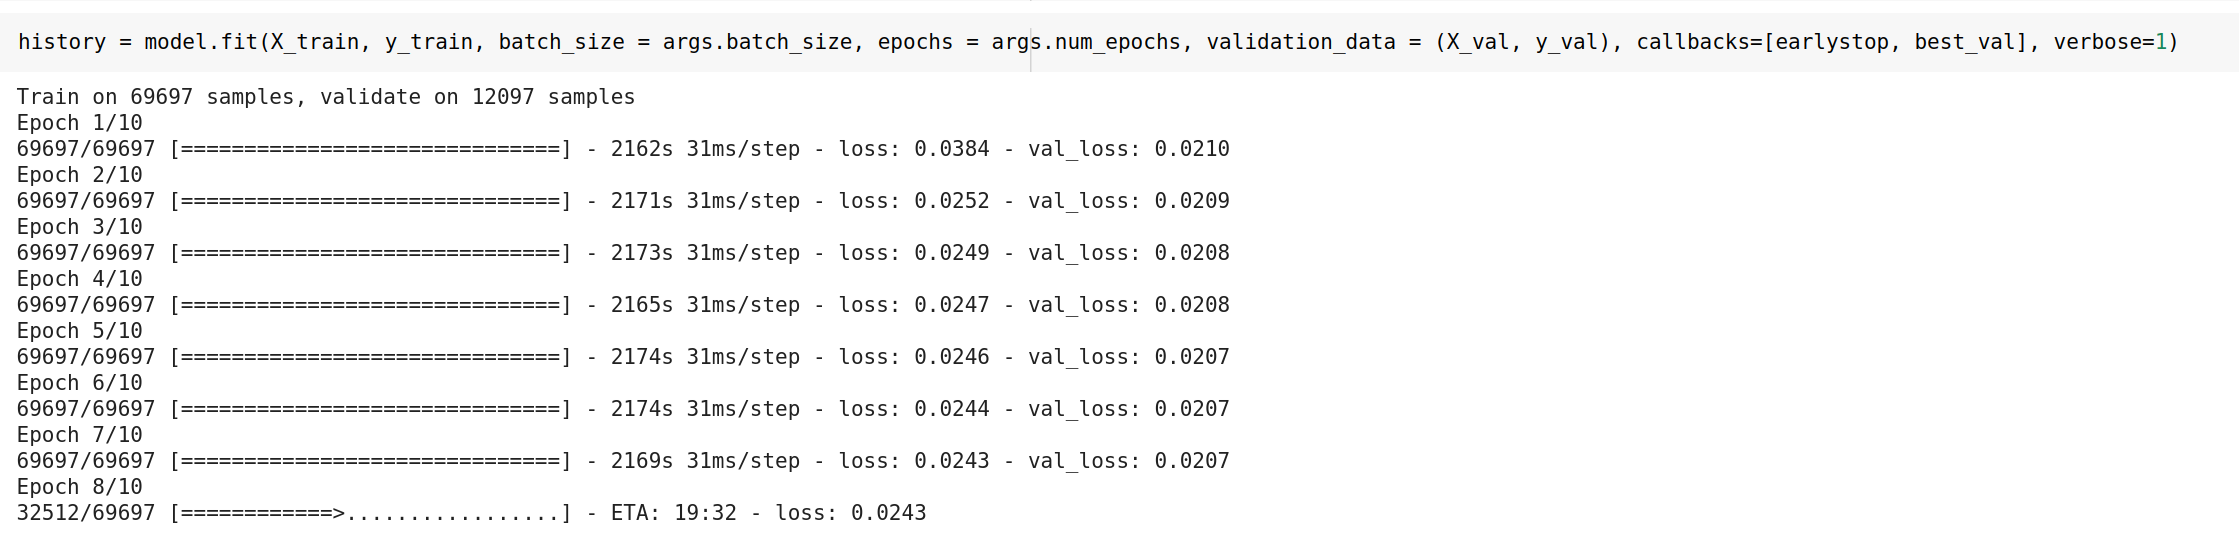 history = model.fit(X_train, y_train, batch_size = args.batch_size, epochs = args.num_epochs, validation_data = (X_val, y_val), callbacks=[earlystop, best_val], verbose=1)
Train on 69697 samples, validate on 12097 samples
Epoch 1/10
69697/69697 [==============================] - 2162s 31ms/step - loss: 0.0384 - val_loss: 0.0210
Epoch 2/10
69697/69697 [==============================] - 2171s 31ms/step - loss: 0.0252 - val_loss: 0.0209
Epoch 3/10
69697/69697 [==============================] - 2173s 31ms/step - loss: 0.0249 - val_loss: 0.0208
Epoch 4/10
69697/69697 [==============================] - 2165s 31ms/step - loss: 0.0247 - val_loss: 0.0208
Epoch 5/10
69697/69697 [==============================] - 2174s 31ms/step - loss: 0.0246 - val_loss: 0.0207
Epoch 6/10
69697/69697 [==============================] - 2174s 31ms/step - loss: 0.0244 - val_loss: 0.0207
Epoch 7/10
69697/69697 [==============================] - 2169s 31ms/step - loss: 0.0243 - val_loss: 0.0207
Epoch 8/10
32512/69697 [============>.................] - ETA: 19:32 - loss: 0.0243